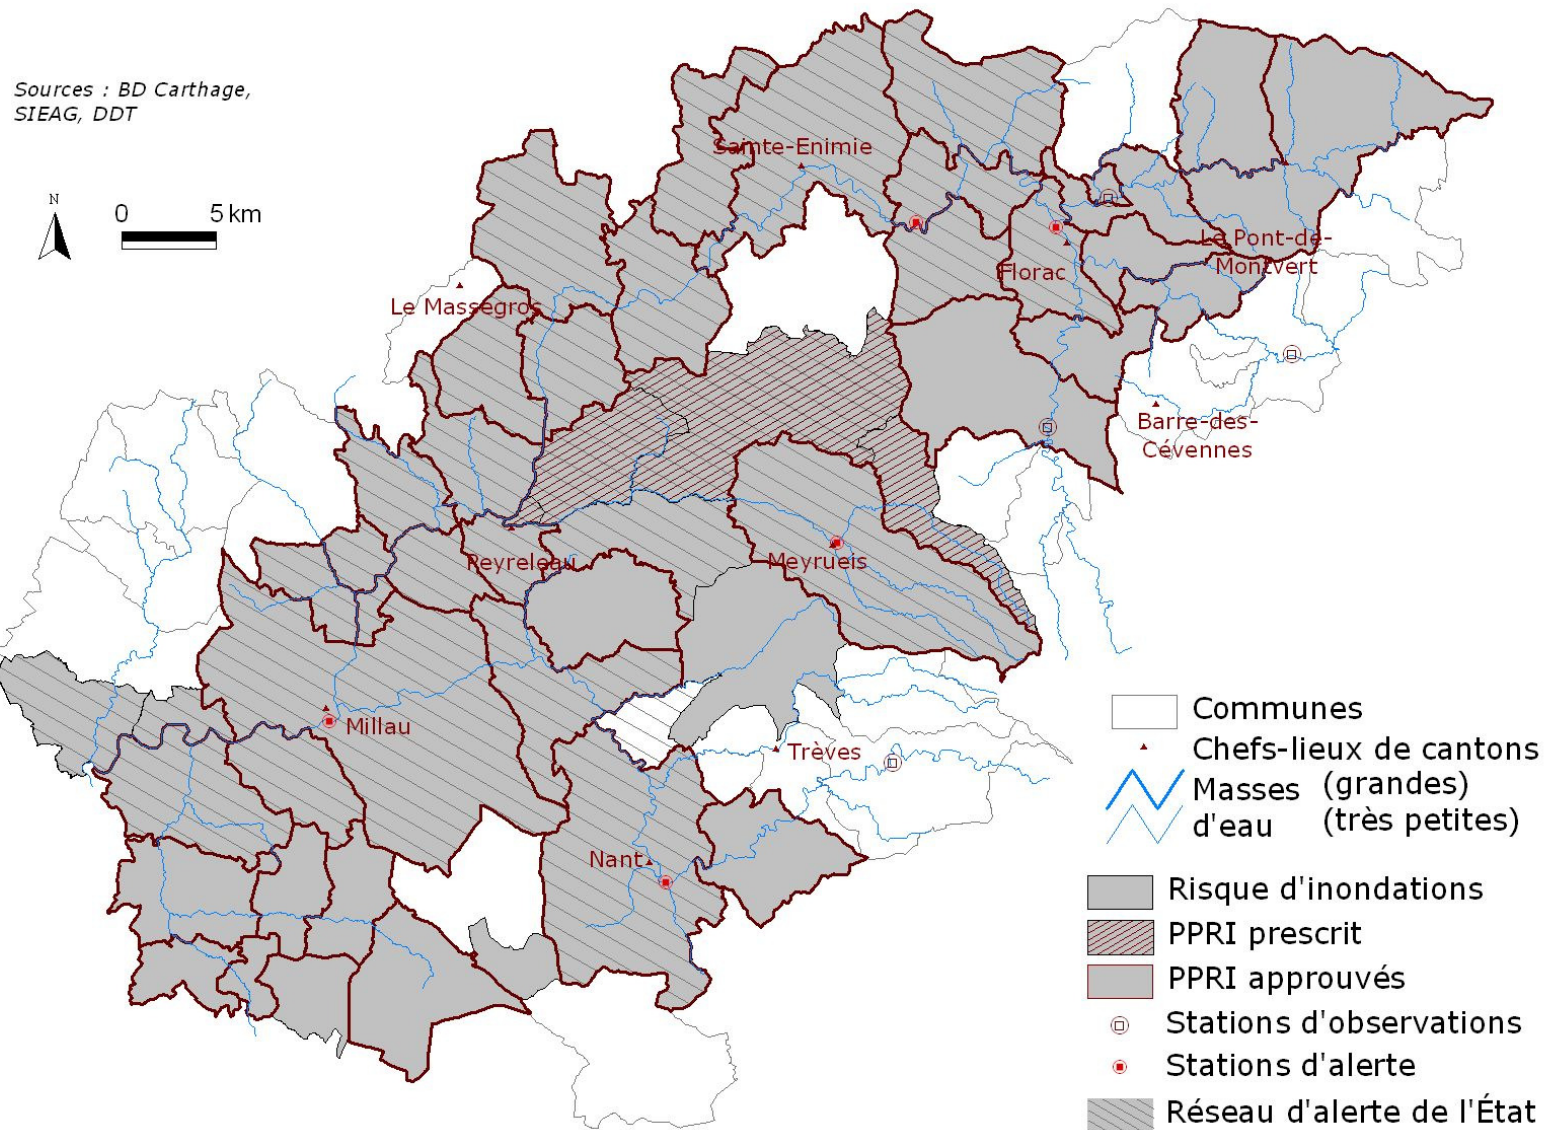 Sources : BD Carthage,
SIEAG, DDT
N
0 5 km
Sainte-Enimie
Le Pont-de-
Montvert
Florac
Le Massegros
Barre-des-
Cévennes
Peyreleau
Meyrueis
Millau
Trèves
Nant
Communes
Chefs-lieux de cantons
Masses (grandes)
d'eau (très petites)
Risque d'inondations
PPRI prescrit
PPRI approuvés
Stations d'observations
Stations d'alerte
Réseau d'alerte de l'État